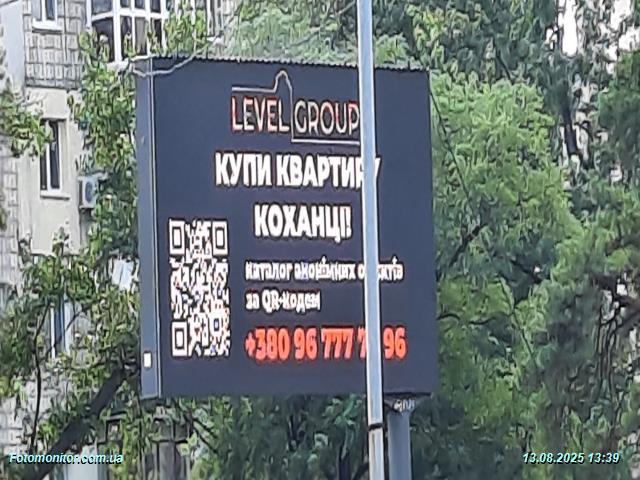 LEVEL GROUP
КУПИ КВАРТИРУ
КОХАНЦІ!
каталог анонімних
за QR-кодом
+380 96 777 96
Fotomonitor.com.ua
13.08.2025 13:39